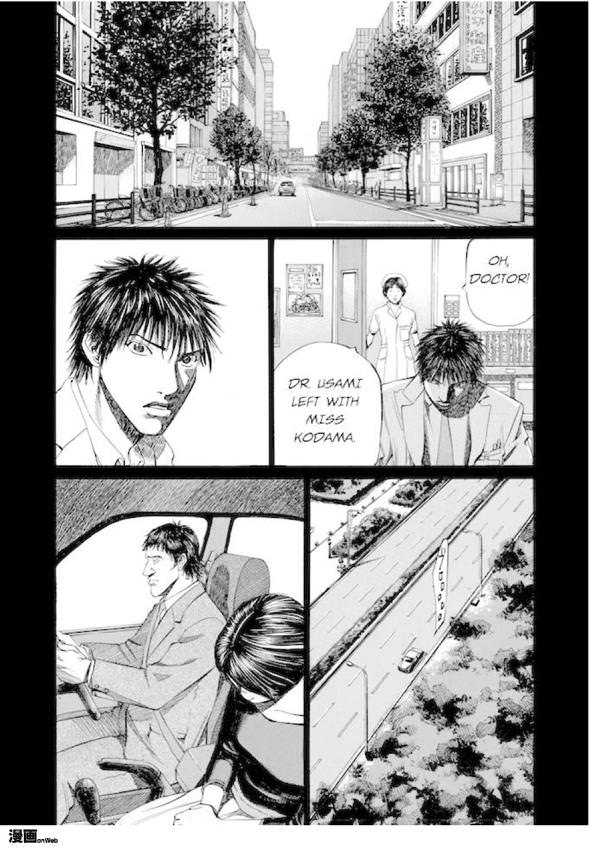 OH,
DOCTOR!
DR. USAMI
LEFT WITH
MISS
KODAMA.
漫画onWeb